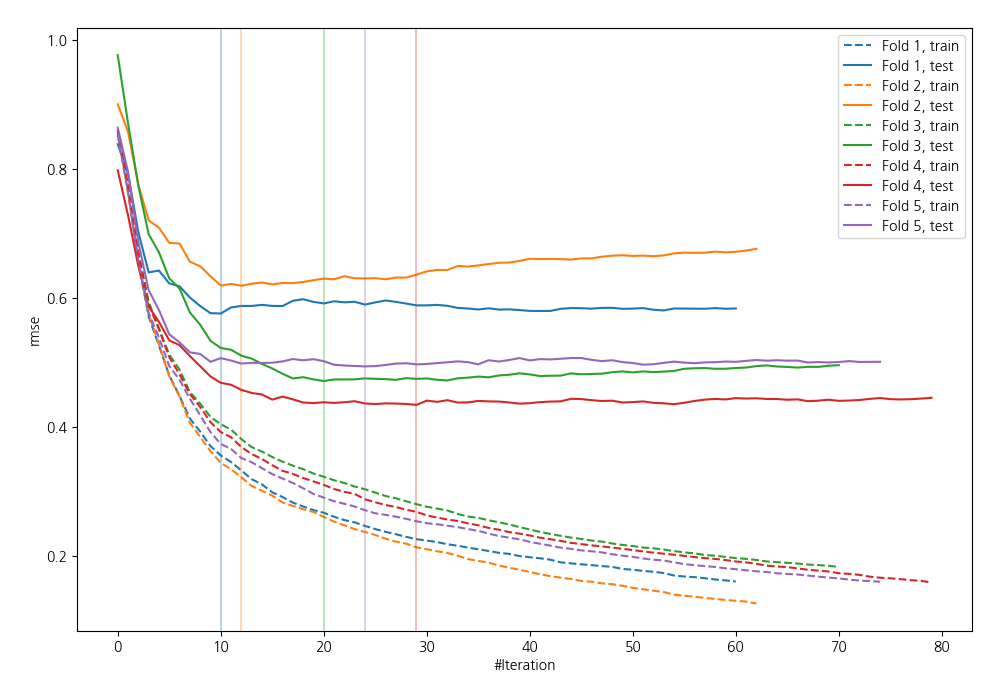 1.0
0.8
0.6
0.4
0.2
rmse
0 10 20 30 40 50 60 70 80
#Iteration
Fold 1, train
Fold 1, test
Fold 2, train
Fold 2, test
Fold 3, train
Fold 3, test
Fold 4, train
Fold 4, test
Fold 5, train
Fold 5, test